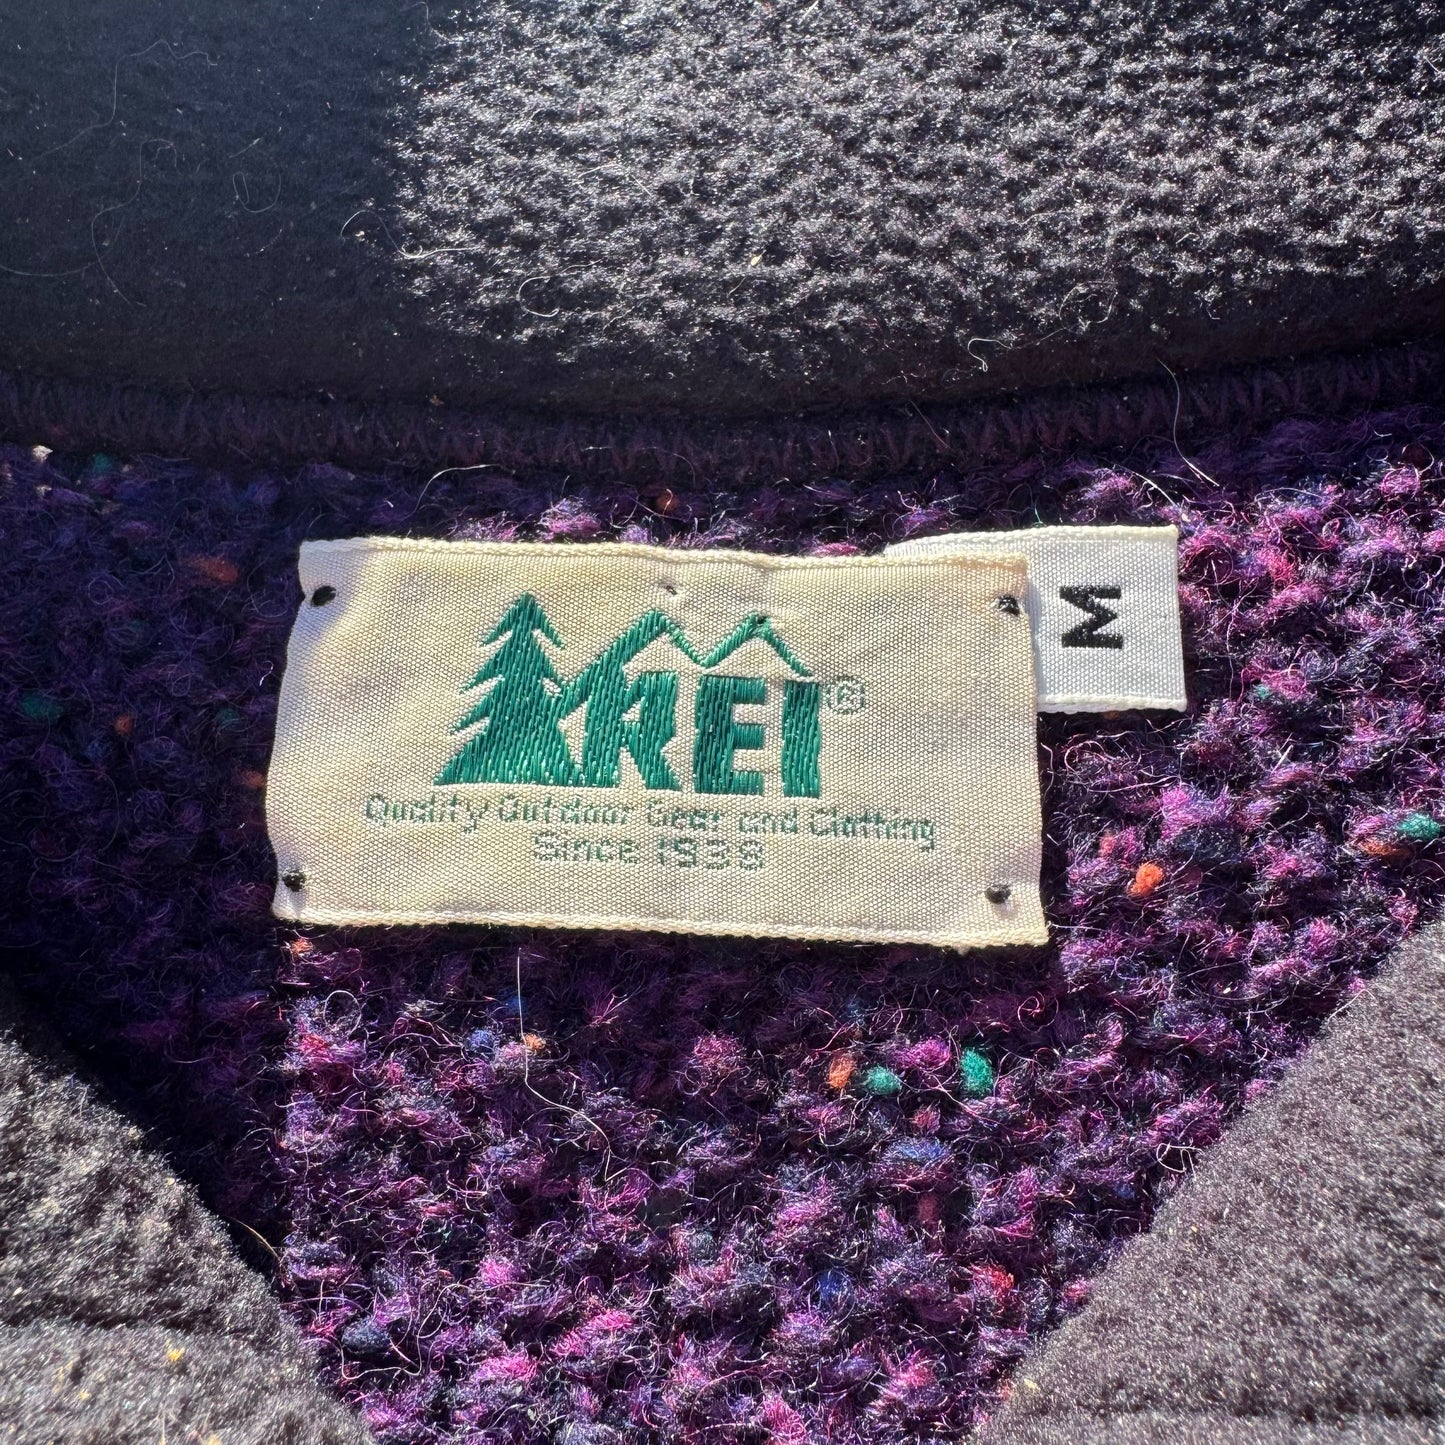 REI®
Quality Outdoor Gear and Clothing
Since 1938
M